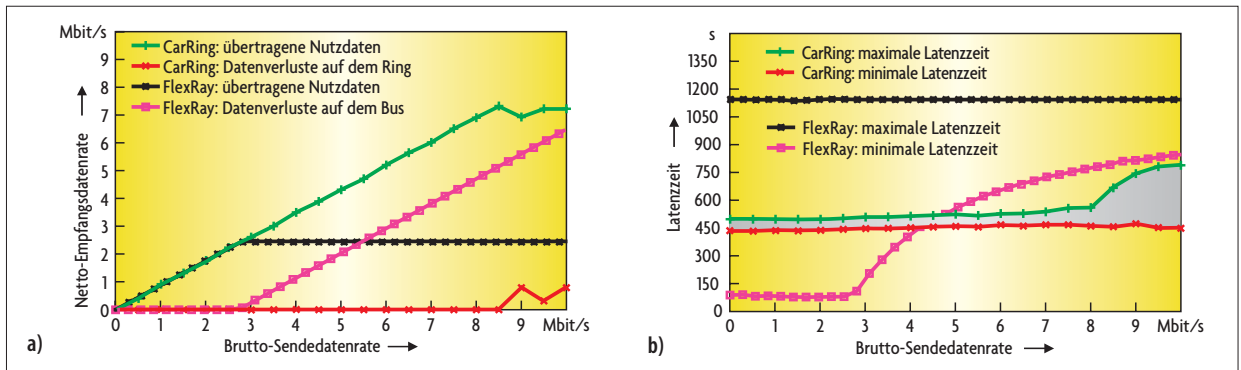 Mbit/s
CarRing: übertragene Nutzdaten
CarRing: Datenverluste auf dem Ring
FlexRay: übertragene Nutzdaten
FlexRay: Datenverluste auf dem Bus
8
7
6
5
4
3
2
1
0
Netto-Empfangsdatenrate
0 1 2 3 4 5 6 7 8 9 Mbit/s
Brutto-Sendedatenrate
a)
s
CarRing: maximale Latenzzeit
CarRing: minimale Latenzzeit
FlexRay: maximale Latenzzeit
FlexRay: minimale Latenzzeit
1350
1200
1050
900
750
600
450
300
150
0
Latenzzeit
0 1 2 3 4 5 6 7 8 9 Mbit/s
Brutto-Sendedatenrate
b)